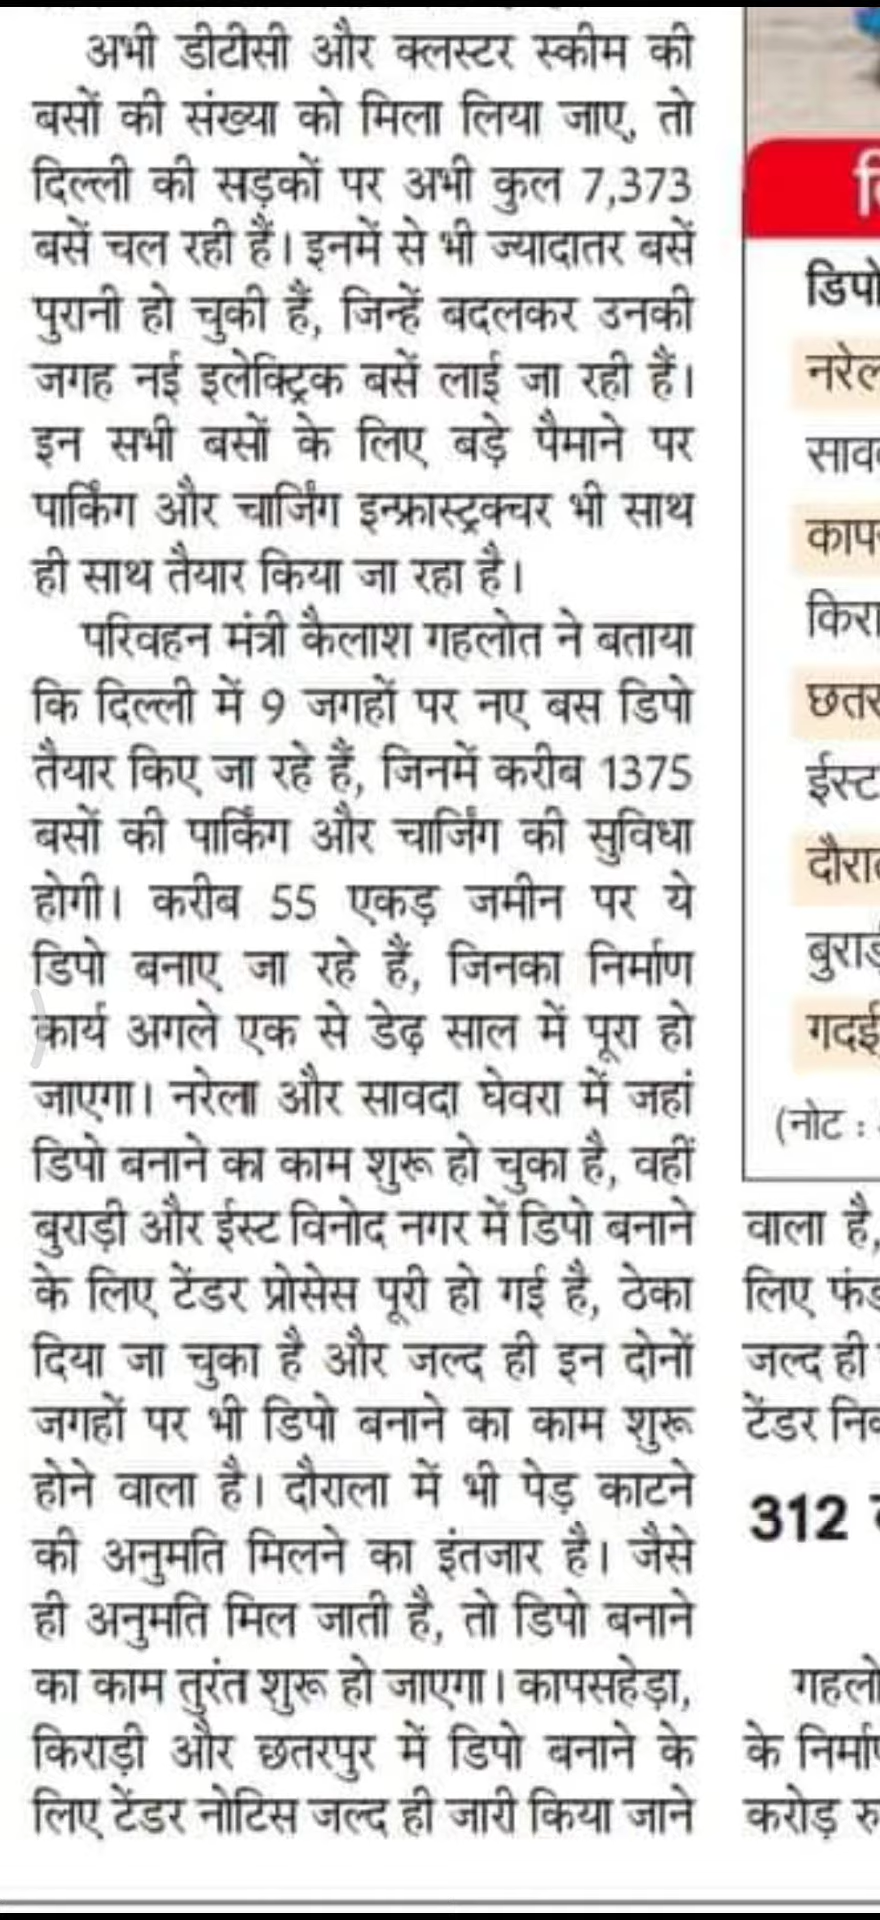 अभी डीटीसी और क्लस्टर स्कीम की
बसों की संख्या को मिला लिया जाए, तो
दिल्ली की सड़कों पर अभी कुल 7,373
बसें चल रही हैं। इनमें से भी ज्यादातर बसें
पुरानी हो चुकी हैं, जिन्हें बदलकर उनकी
जगह नई इलेक्ट्रिक बसें लाई जा रही हैं।
इन सभी बसों के लिए बड़े पैमाने पर
पार्किंग और चार्जिंग इन्फ्रास्ट्रक्चर भी साथ
ही साथ तैयार किया जा रहा है।
परिवहन मंत्री कैलाश गहलोत ने बताया
कि दिल्ली में 9 जगहों पर नए बस डिपो
तैयार किए जा रहे हैं, जिनमें करीब 1375
बसों की पार्किंग और चार्जिंग की सुविधा
होगी। करीब 55 एकड़ जमीन पर ये
डिपो बनाए जा रहे हैं, जिनका निर्माण
कार्य अगले एक से डेढ़ साल में पूरा हो
जाएगा। नरेला और सावदा घेवरा में जहां
डिपो बनाने का काम शुरू हो चुका है, वहीं
बुराड़ी और ईस्ट विनोद नगर में डिपो बनाने
के लिए टेंडर प्रोसेस पूरी हो गई है, ठेका
दिया जा चुका है और जल्द ही इन दोनों
जगहों पर भी डिपो बनाने का काम शुरू
होने वाला है। दौराला में भी पेड़ काटने
की अनुमति मिलने का इंतजार है। जैसे
ही अनुमति मिल जाती है, तो डिपो बनाने
का काम तुरंत शुरू हो जाएगा। कापसहेड़ा,
किराड़ी और छतरपुर में डिपो बनाने के
लिए टेंडर नोटिस जल्द ही जारी किया जाने
डिपो
ईस्ट
(नोट :
वाला है,
लिए
जल्द ही
टेंडर
312
के
करोड़